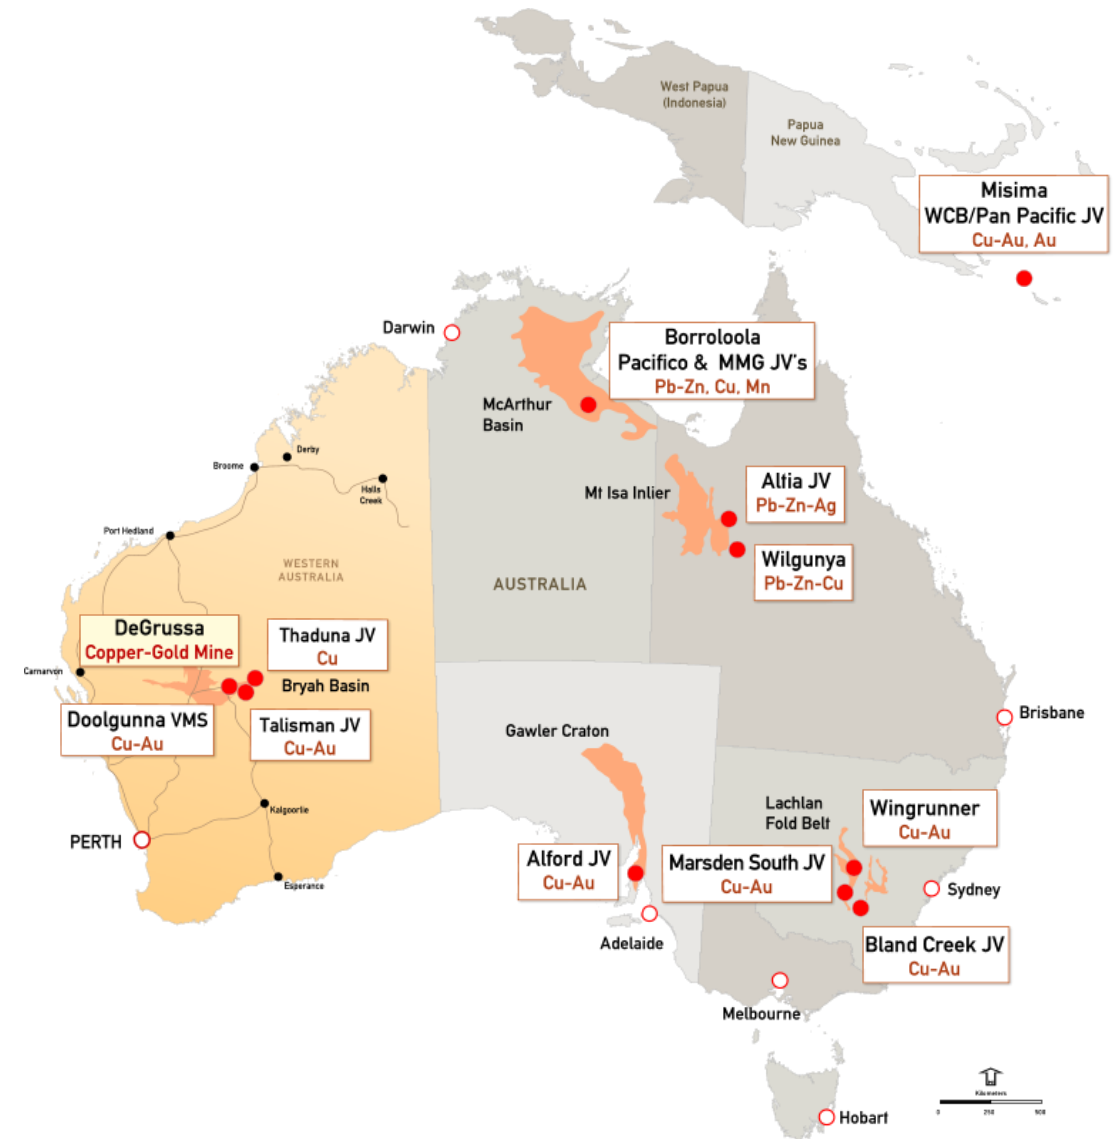 West Papua
(Indonesia)
Papua
New Guinea
Misima
WCB/Pan Pacific JV
Cu-Au, Au
Darwin
Borroloola
Pacifico & MMG JV's
Pb-Zn, Cu, Mn
McArthur
Basin
Derby
Broome
Halls
Creek
Mt Isa Inlier
Altia JV
Pb-Zn-Ag
Port Hedland
Wilgunya
Pb-Zn-Cu
WESTERN
AUSTRALIA
AUSTRALIA
DeGrussa
Copper-Gold Mine
Thaduna JV
Cu
Carnarvon
Bryah Basin
Doolgunna VMS
Cu-Au
Talisman JV
Cu-Au
Brisbane
Gawler Craton
Kalgoorlie
Lachlan
Fold Belt
Wingrunner
Cu-Au
PERTH
Alford JV
Cu-Au
Marsden South JV
Cu-Au
Esperance
Sydney
Adelaide
Bland Creek JV
Cu-Au
Melbourne
Kilometers
0 250 500
Hobart